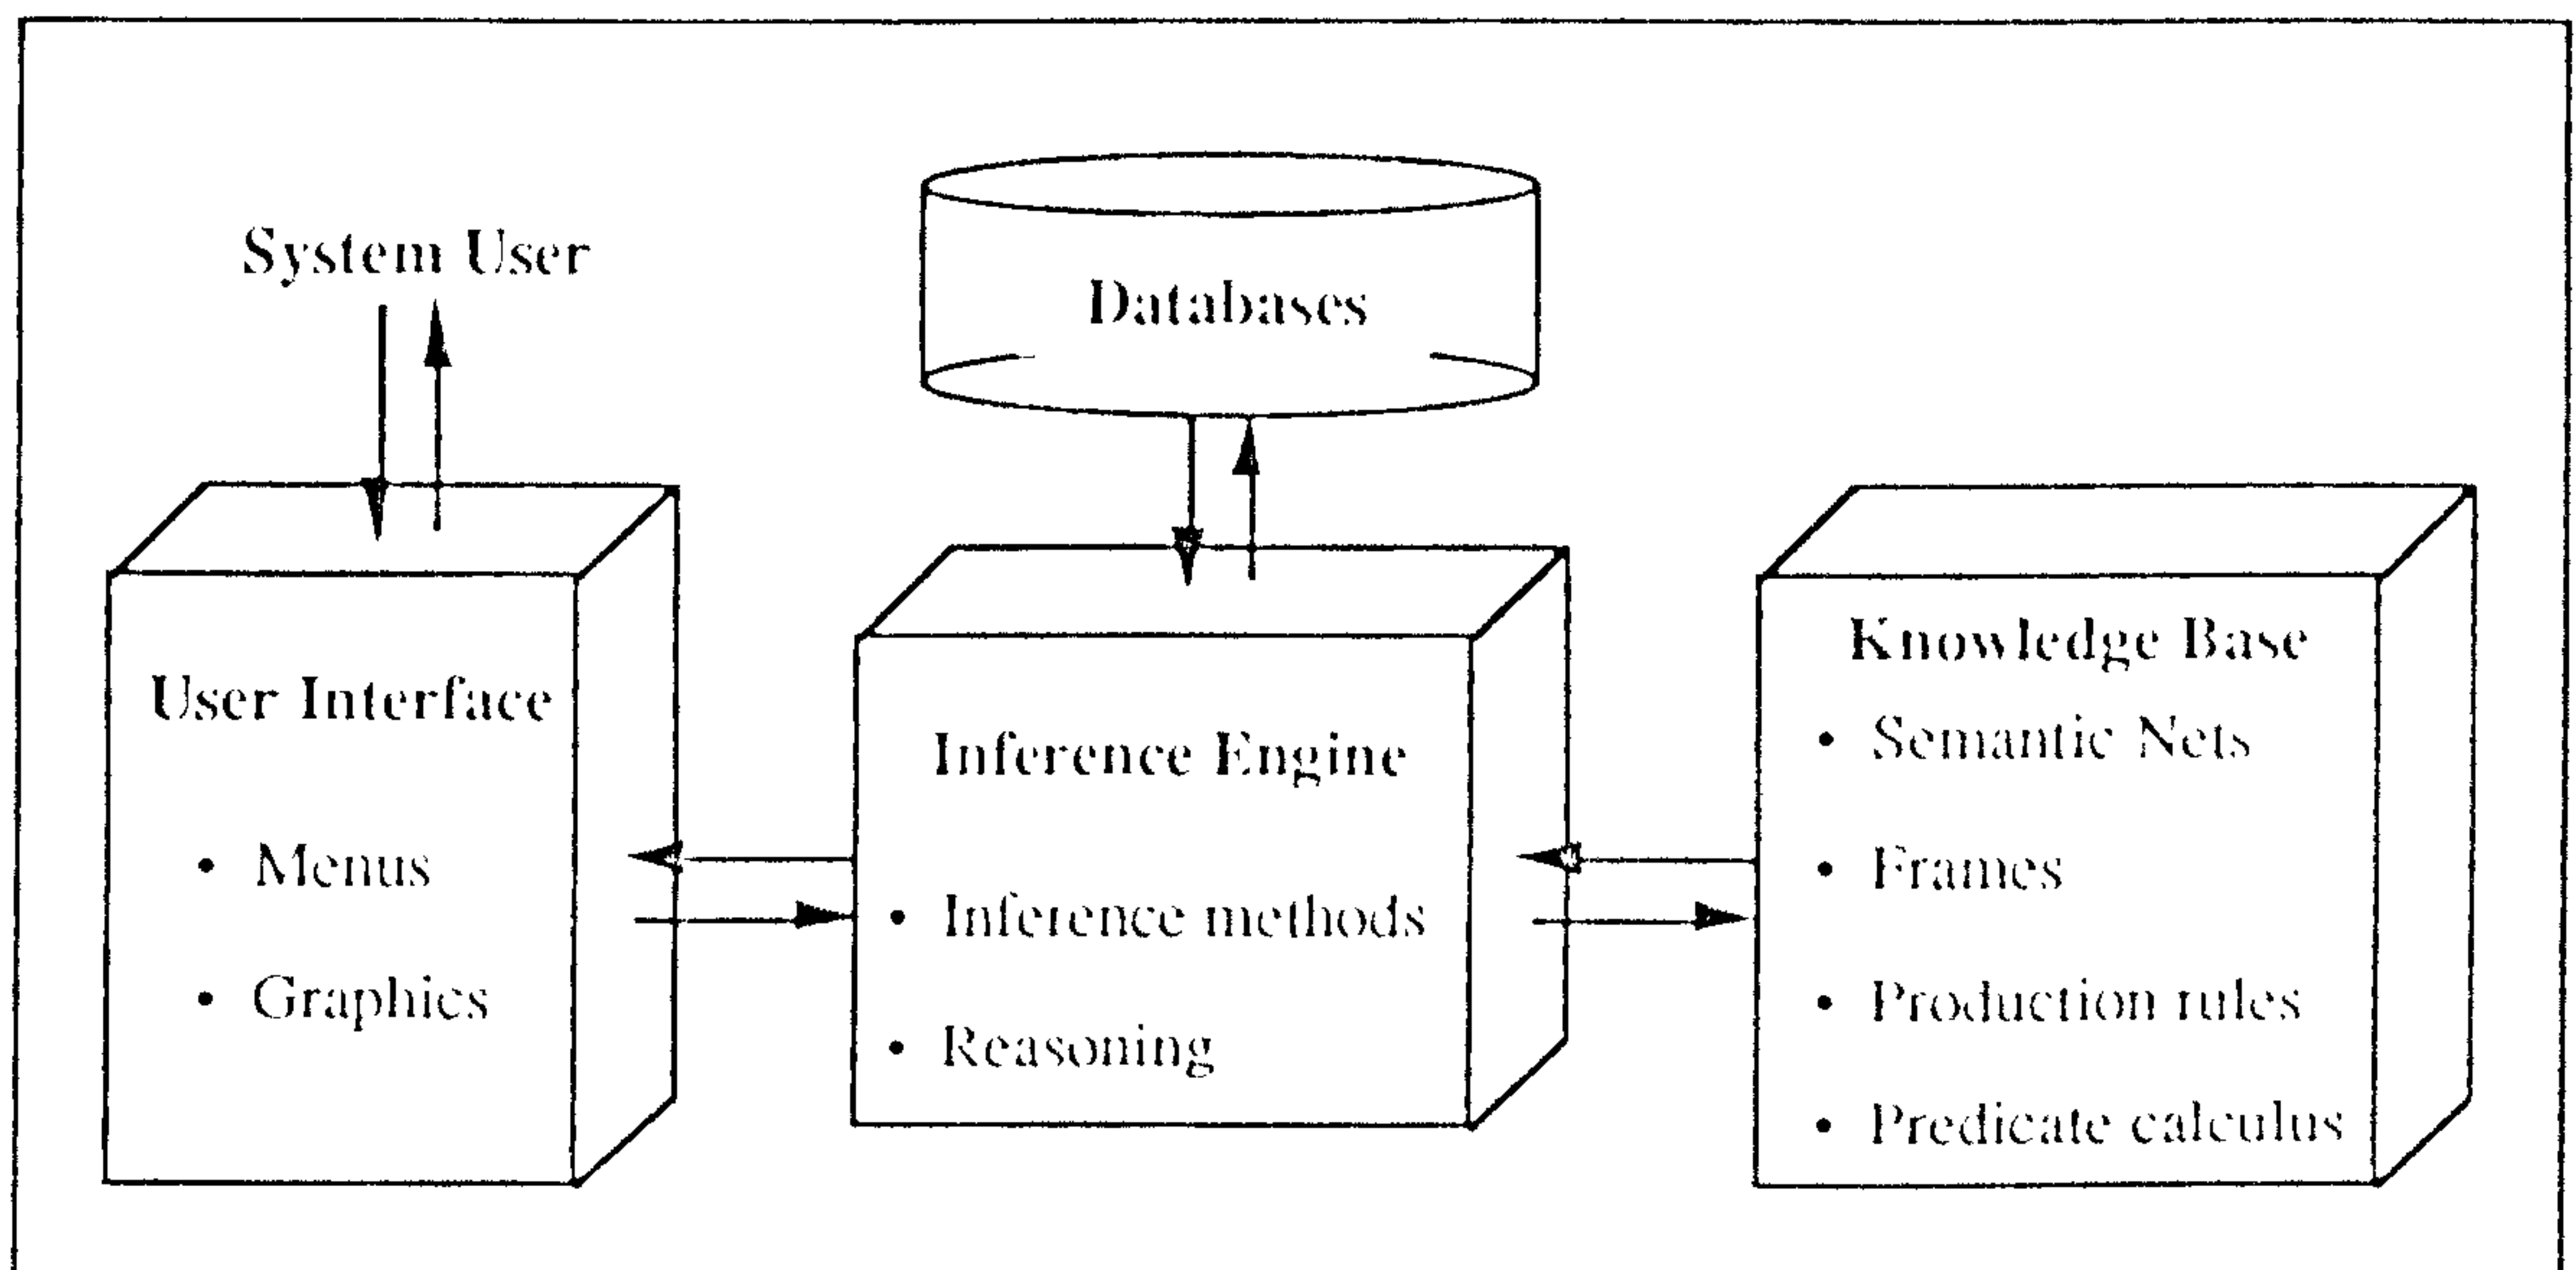 System User
Databases
User Interface
• Menus
• Graphics
Inference Engine
• Inference methods
• Reasoning
Knowledge Base
• Semantic Nets
• Frames
• Production rules
• Predicate calculus